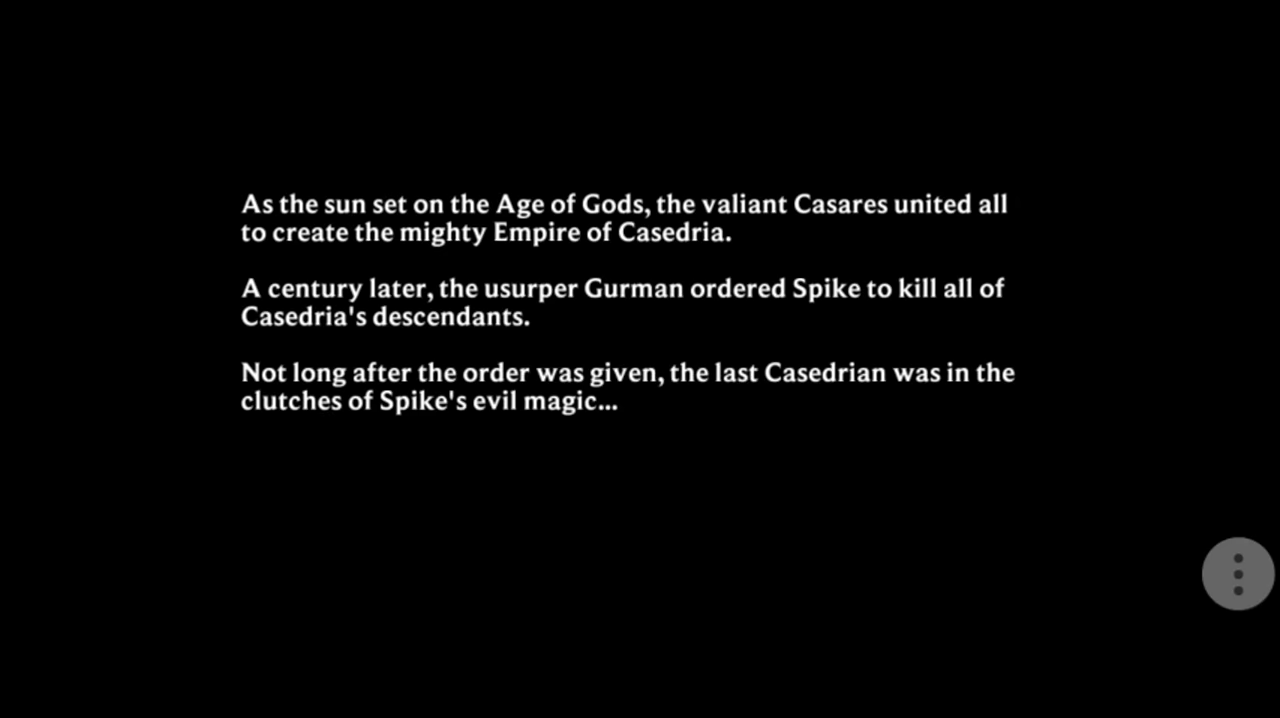 As the sun set on the Age of Gods, the valiant Casares united all
to create the mighty Empire of Casedria.
A century later, the usurper Gurman ordered Spike to kill all of
Casedria's descendants.
Not long after the order was given, the last Casedrian was in the
clutches of Spike's evil magic...